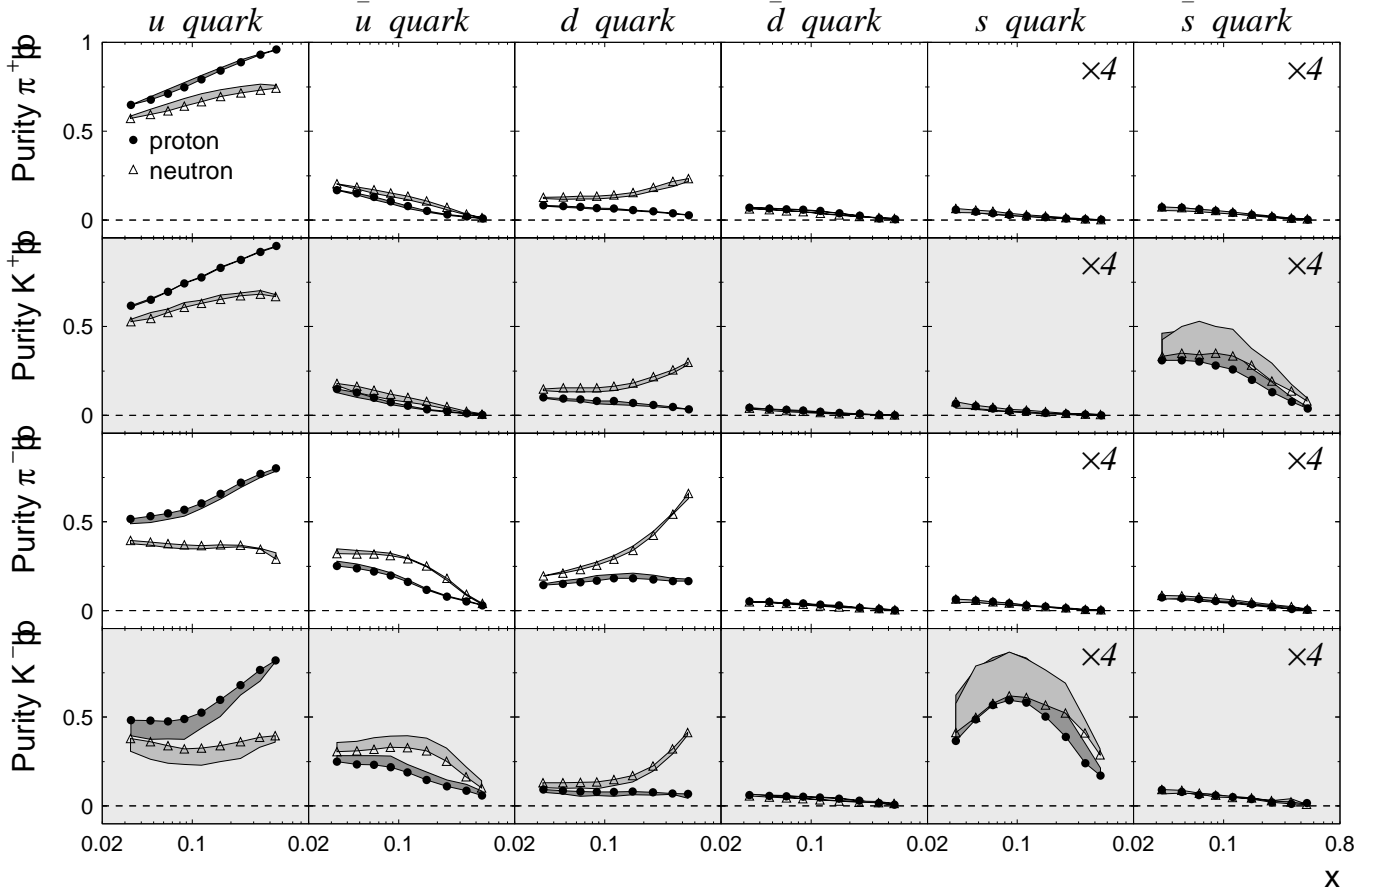 u quark ū quark d quark d̄ quark s quark s̄ quark
Purity π⁺
1
0.5
0
proton
neutron
×4 ×4
Purity K⁺
0.5
0
×4 ×4
Purity π⁻
0.5
0
×4 ×4
Purity K⁻
0.5
0
×4 ×4
0.02 0.1 0.02 0.1 0.02 0.1 0.02 0.1 0.02 0.1 0.02 0.1 0.8
x